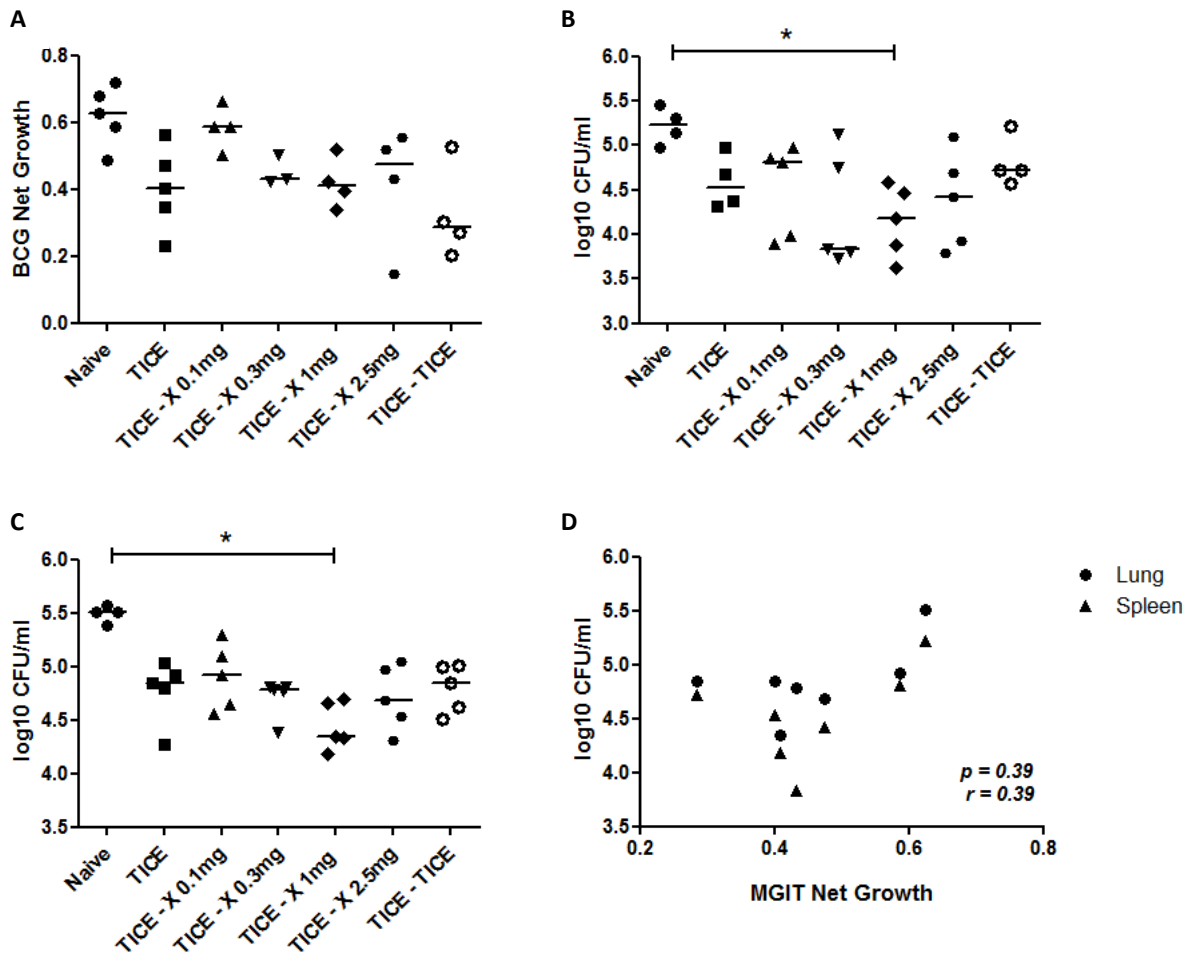 A
BCG Net Growth
0.8
0.6
0.4
0.2
0.0
Naive
TICE
TICE - X 0.1mg
TICE - X 0.3mg
TICE - X 1mg
TICE - X 2.5mg
TICE - TICE
B
*
log10 CFU/ml
6.0
5.5
5.0
4.5
4.0
3.5
3.0
Naive
TICE
TICE - X 0.1mg
TICE - X 0.3mg
TICE - X 1mg
TICE - X 2.5mg
TICE - TICE
C
*
log10 CFU/ml
6.0
5.5
5.0
4.5
4.0
3.5
Naive
TICE
TICE - X 0.1mg
TICE - X 0.3mg
TICE - X 1mg
TICE - X 2.5mg
TICE - TICE
D
log10 CFU/ml
6.0
5.5
5.0
4.5
4.0
3.5
0.2 0.4 0.6 0.8
MGIT Net Growth
Lung
Spleen
p = 0.39
r = 0.39